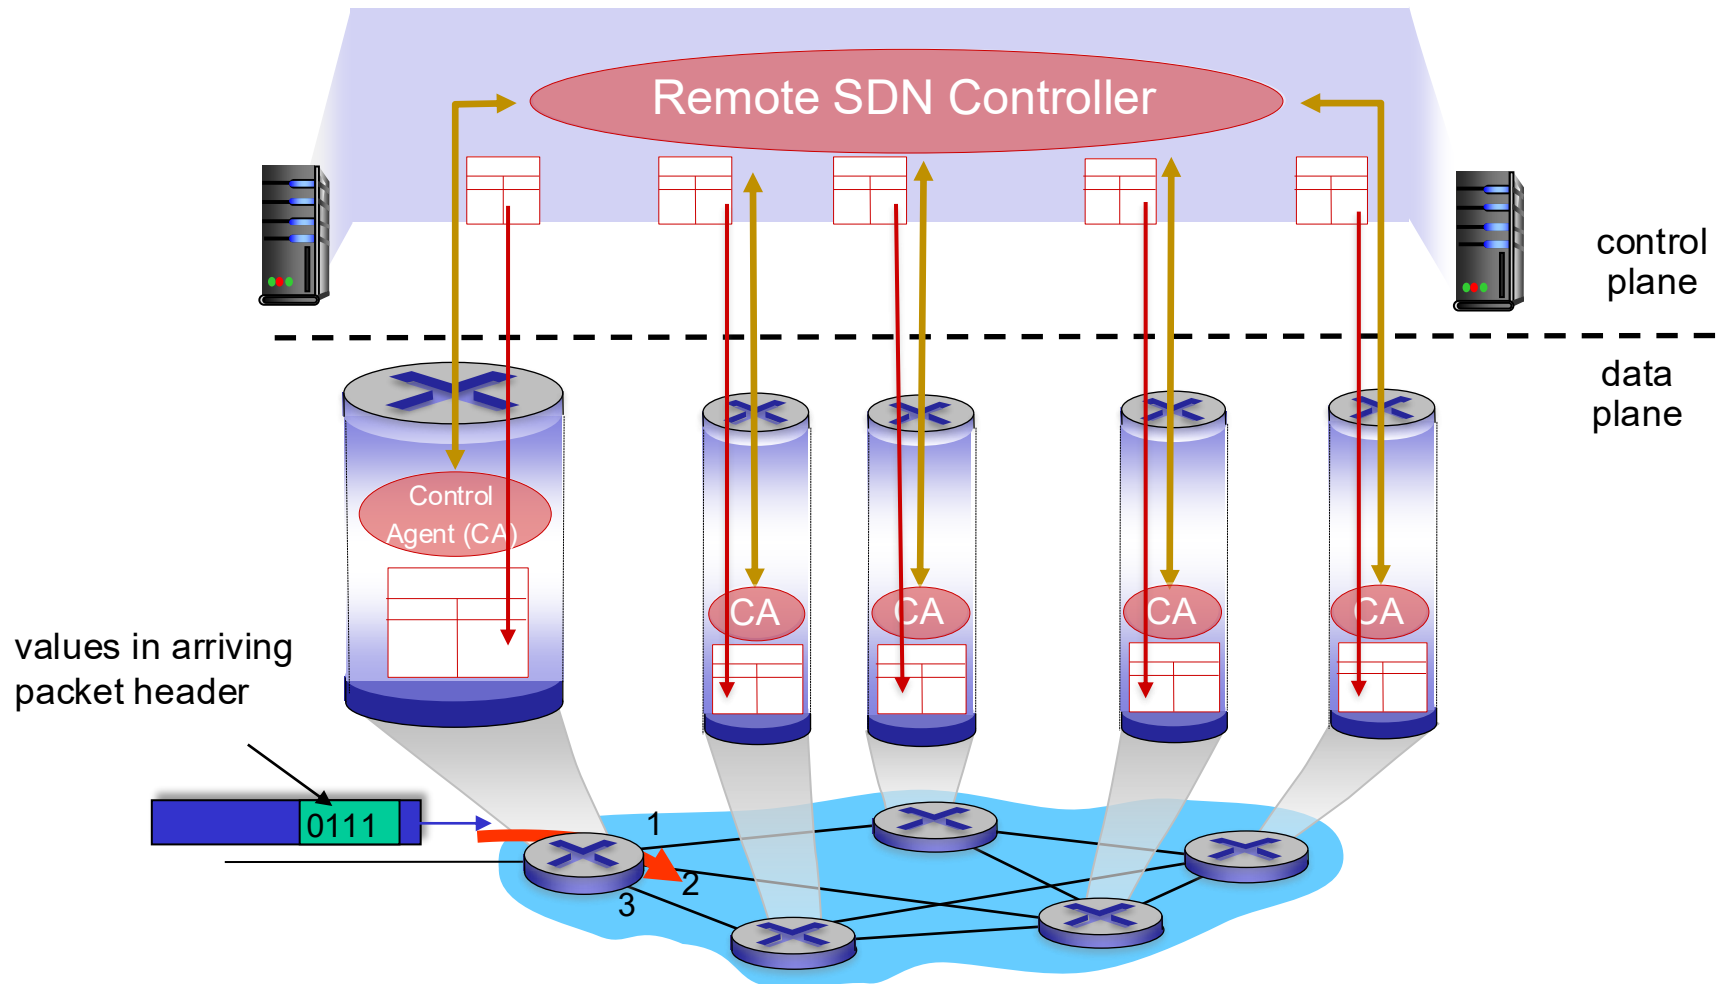 Remote SDN Controller
control
plane
data
plane
Control
Agent (CA)
CA
CA
CA
CA
values in arriving
packet header
0111
1
2
3